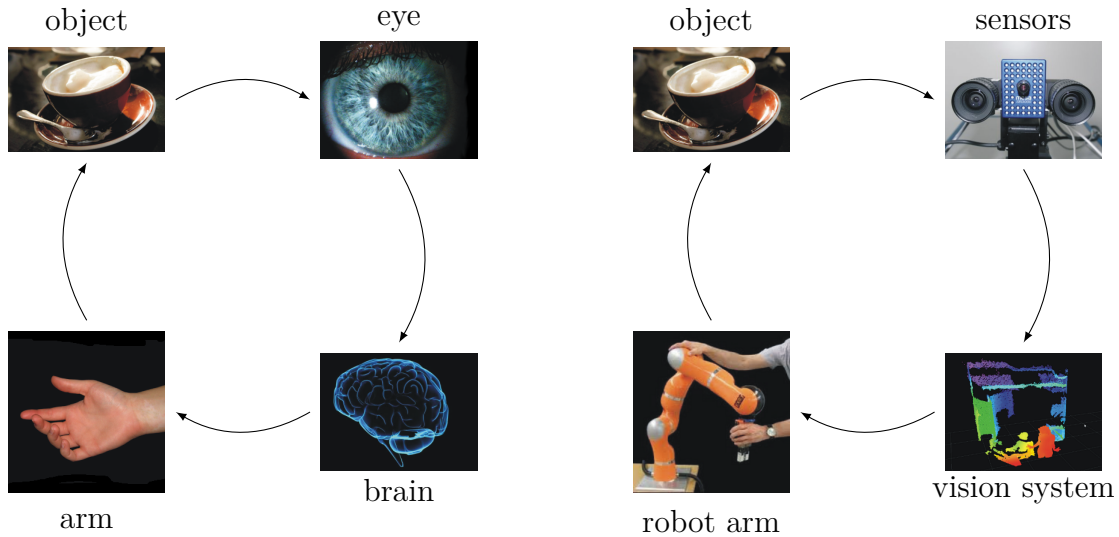 object
eye
object
sensors
arm
brain
robot arm
vision system